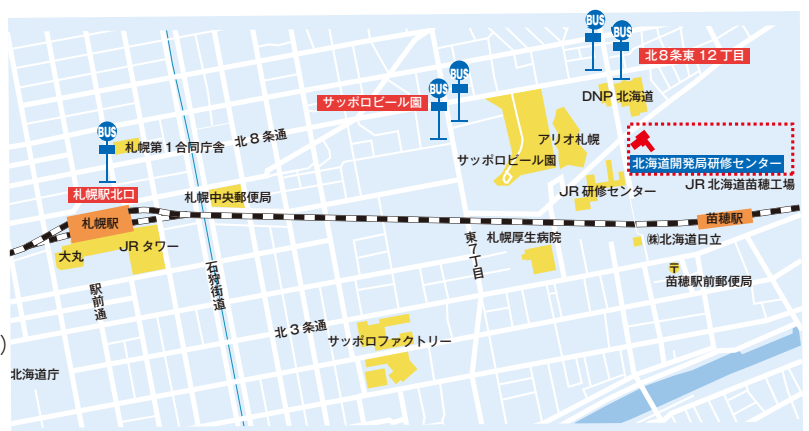 BUS
BUS
北8条東12丁目
BUS
BUS
サッポロビール園
DNP北海道
BUS
札幌第1合同庁舎
北8条通
アリオ札幌
サッポロビール園
北海道開発局研修センター
JR北海道苗穂工場
JR研修センター
札幌駅北口
札幌中央郵便局
札幌駅
苗穂駅
JRタワー
大丸
石狩街道
東7丁目
札幌厚生病院
㈱北海道日立
〒
苗穂駅前郵便局
駅前通
北3条通
サッポロファクトリー
)
北海道庁